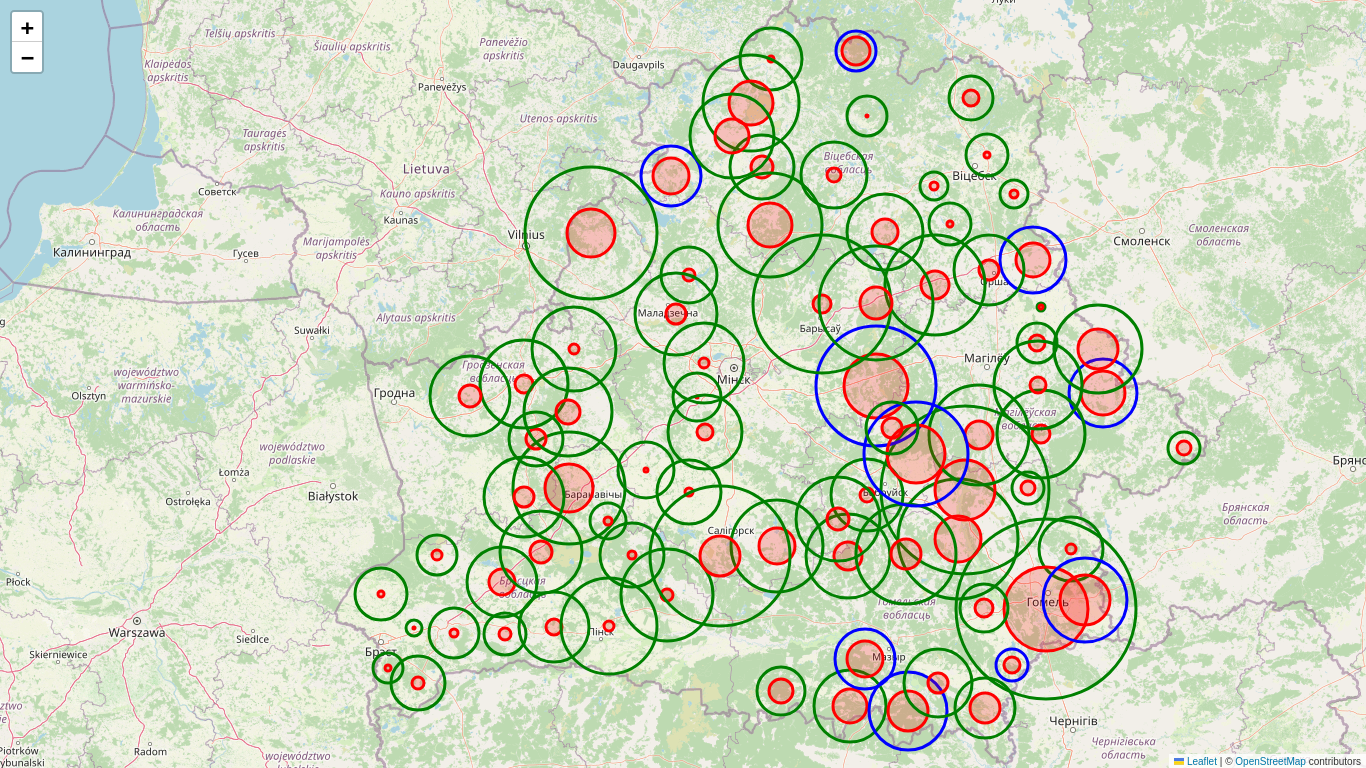 +
−
Луки
Telšių apskritis
Šiaulių apskritis
Panevėžio
apskritis
Klaipėdos
apskritis
Daugavpils
Panevėžys
Utenos apskritis
Tauragės
apskritis
Lietuva
Віцебская
вобласць
Віцебск
Советск
Kauno apskritis
Калининградская
область
Kaunas
Marijampolės
apskritis
Vilnius
Смоленск
Смоленская
область
Калининград
Гусев
Орша
Alytaus apskritis
Маладзечна
Suwałki
Барысаў
Магілёў
województwo
warmińsko-
mazurskie
Гродзенская
вобласць
Мінск
Olsztyn
Гродна
Магілёўская
вобласць
województwo
podlaskie
Łomża
Брянс
Ostrołęka
Białystok
Баранавічы
Бабруйск
Брянская
область
Салігорск
Płock
Брэсцкая
вобласць
Гомельская
вобласць
Гомель
Warszawa
Siedlce
Пінск
Skierniewice
Брэст
Мазыр
Чернігів
Piotrków
Trybunalski
Radom
województwo
lubelskie
Чернігівська
область
Leaflet | © OpenStreetMap contributors